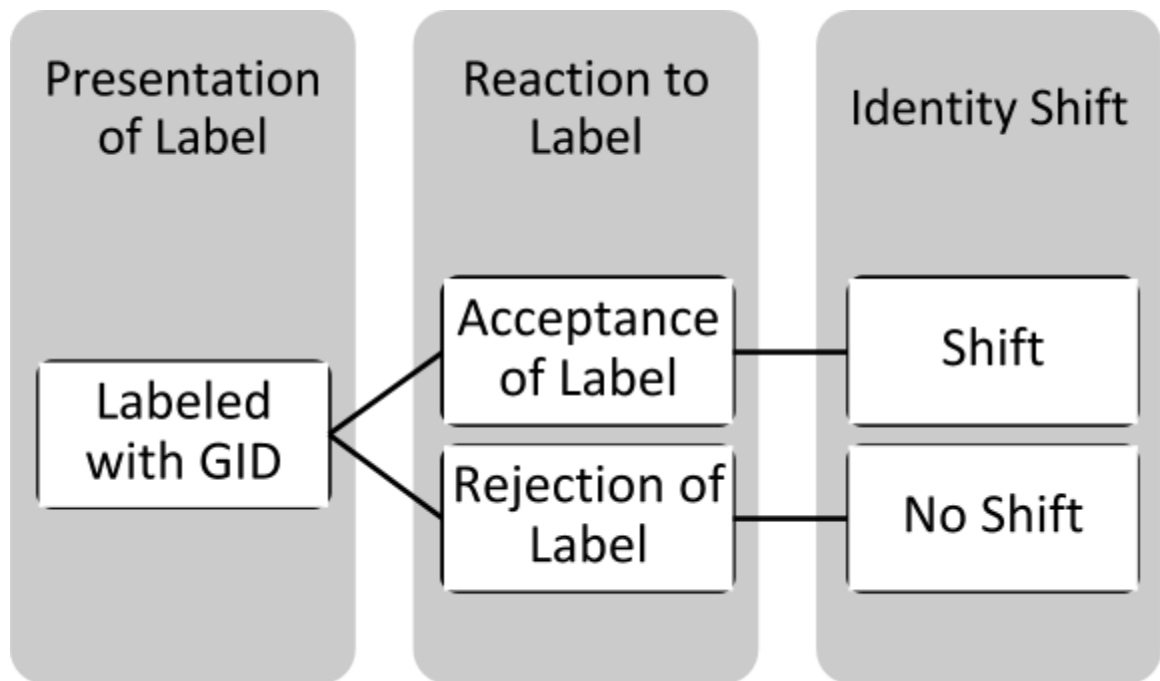 Presentation
of Label
Reaction to
Label
Identity Shift
Labeled
with GID
Acceptance
of Label
Rejection of
Label
Shift
No Shift